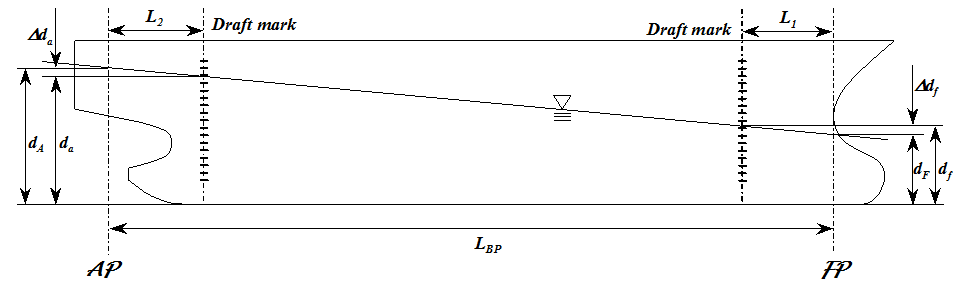 L2
Draft mark
Draft mark
L1
Δda
Δdf
dA
da
dF
df
LBP
AP
FP